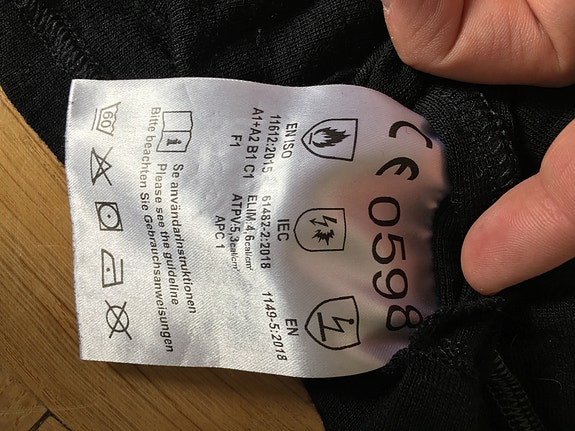 CE 0598
EN ISO
11612:2015
A1+A2 B1 C1
F1
IEC
61482-2:2018
ELIM:4,6cal/cm²
ATPV:5,3cal/cm²
APC 1
EN
1149-5:2018
Se användarinstruktionen
Please see the guideline
Bitte beachten Sie Gebrauchsanweisungen
60